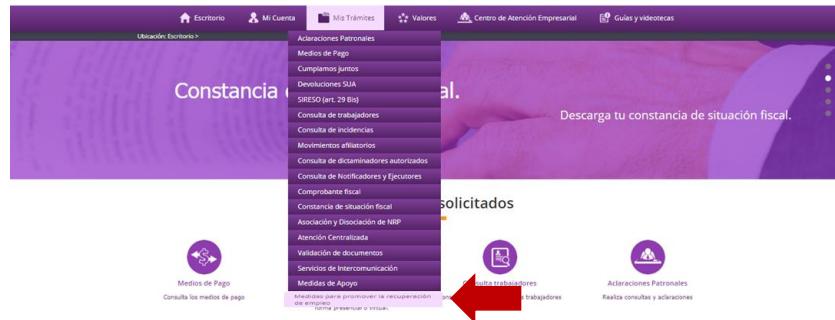 Escritorio
Mi Cuenta
Mis Trámites
Valores
Centro de Atención Empresarial
Guías y videotecas
Ubicación: Escritorio >
Aclaraciones Patronales
Medios de Pago
Cumplamos juntos
Devoluciones SUA
SIRESO (art. 29 Bis)
Consulta de trabajadores
Consulta de incidencias
Movimientos afiliatorios
Consulta de dictaminadores autorizados
Consulta de Notificadores y Ejecutores
Comprobante fiscal
Constancia de situación fiscal
Asociación y Disociación de NRP
Atención Centralizada
Validación de documentos
Servicios de Intercomunicación
Medidas de Apoyo
Medidas para promover la recuperación
de empleo
forma presencial o virtual.
Constancia
al.
Descarga tu constancia de situación fiscal.
solicitados
Medios de Pago
Consulta los medios de pago
sulta trabajadores
trabajadores
Aclaraciones Patronales
Realiza consultas y aclaraciones